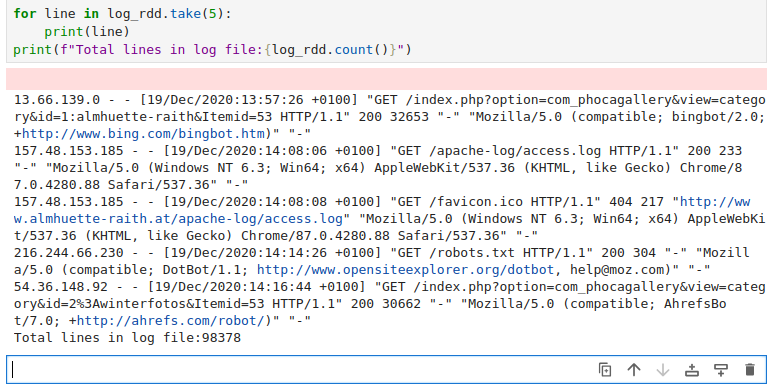 for line in log_rdd.take(5):
    print(line)
print(f"Total lines in log file:{log_rdd.count()}")
13.66.139.0 - - [19/Dec/2020:13:57:26 +0100] "GET /index.php?option=com_phocagallery&view=catego
ry&id=1:almhuette-raith&Itemid=53 HTTP/1.1" 200 32653 "-" "Mozilla/5.0 (compatible; bingbot/2.0;
+http://www.bing.com/bingbot.htm)" "-"
157.48.153.185 - - [19/Dec/2020:14:08:06 +0100] "GET /apache-log/access.log HTTP/1.1" 200 233
"-" "Mozilla/5.0 (Windows NT 6.3; Win64; x64) AppleWebKit/537.36 (KHTML, like Gecko) Chrome/8
7.0.4280.88 Safari/537.36" "-"
157.48.153.185 - - [19/Dec/2020:14:08:08 +0100] "GET /favicon.ico HTTP/1.1" 404 217 "http://ww
w.almhuette-raith.at/apache-log/access.log" "Mozilla/5.0 (Windows NT 6.3; Win64; x64) AppleWebKi
t/537.36 (KHTML, like Gecko) Chrome/87.0.4280.88 Safari/537.36" "-"
216.244.66.230 - - [19/Dec/2020:14:14:26 +0100] "GET /robots.txt HTTP/1.1" 200 304 "-" "Mozill
a/5.0 (compatible; DotBot/1.1; http://www.opensiteexplorer.org/dotbot, help@moz.com)" "-"
54.36.148.92 - - [19/Dec/2020:14:16:44 +0100] "GET /index.php?option=com_phocagallery&view=categ
ory&id=2%3Awinterfotos&Itemid=53 HTTP/1.1" 200 30662 "-" "Mozilla/5.0 (compatible; AhrefsBo
t/7.0; +http://ahrefs.com/robot/)" "-"
Total lines in log file:98378